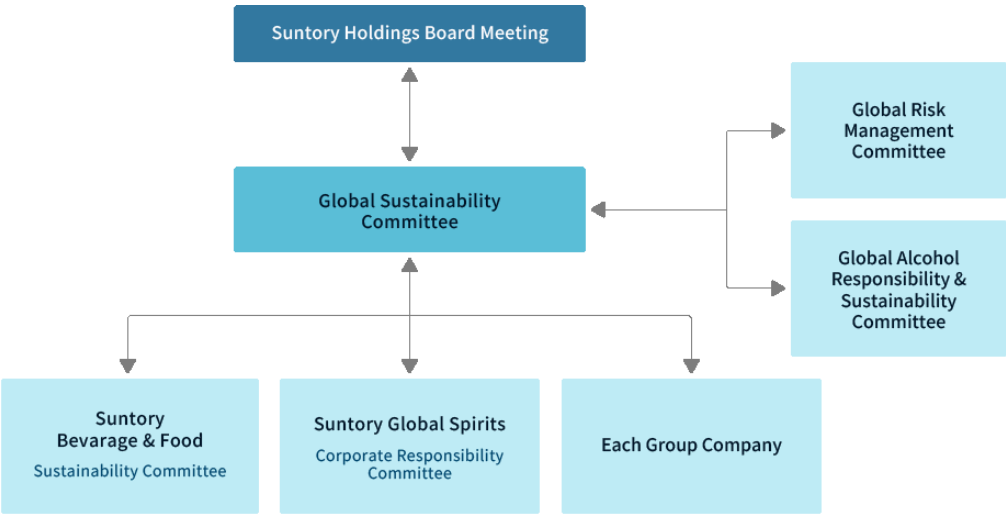 Suntory Holdings Board Meeting
Global Risk
Management
Committee
Global Sustainability
Committee
Global Alcohol
Responsibility &
Sustainability
Committee
Suntory
Bevarage & Food
Sustainability Committee
Suntory Global Spirits
Corporate Responsibility
Committee
Each Group Company